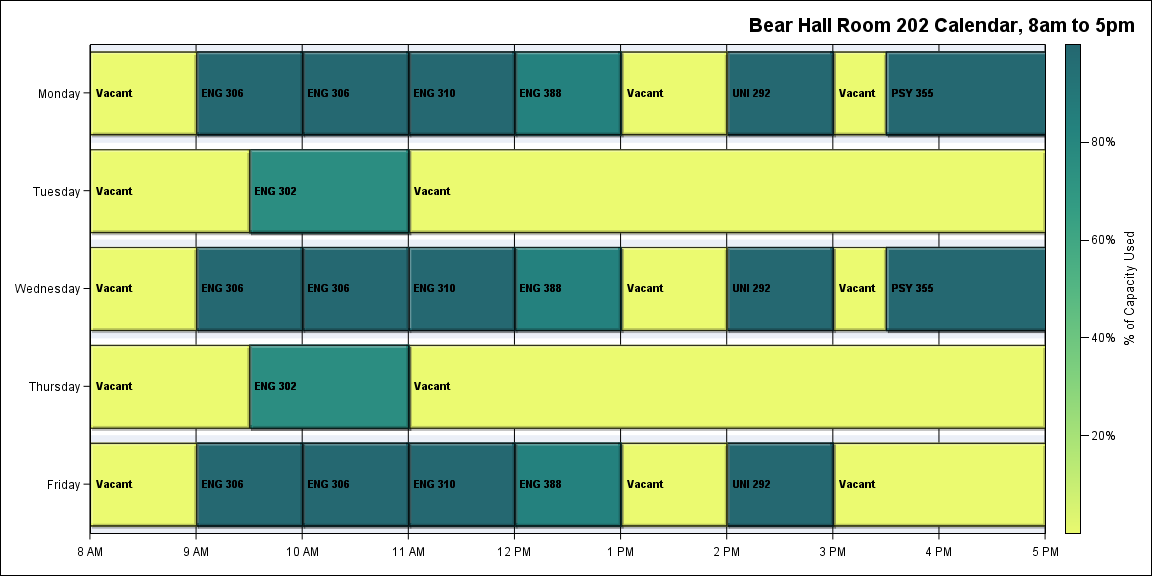 Bear Hall Room 202 Calendar, 8am to 5pm
Monday Vacant ENG 306 ENG 306 ENG 310 ENG 388 Vacant UNI 292 Vacant PSY 355
80%
Tuesday Vacant ENG 302 Vacant
60%
% of Capacity Used
Wednesday Vacant ENG 306 ENG 306 ENG 310 ENG 388 Vacant UNI 292 Vacant PSY 355
40%
Thursday Vacant ENG 302 Vacant
20%
Friday Vacant ENG 306 ENG 306 ENG 310 ENG 388 Vacant UNI 292 Vacant
8 AM 9 AM 10 AM 11 AM 12 PM 1 PM 2 PM 3 PM 4 PM 5 PM